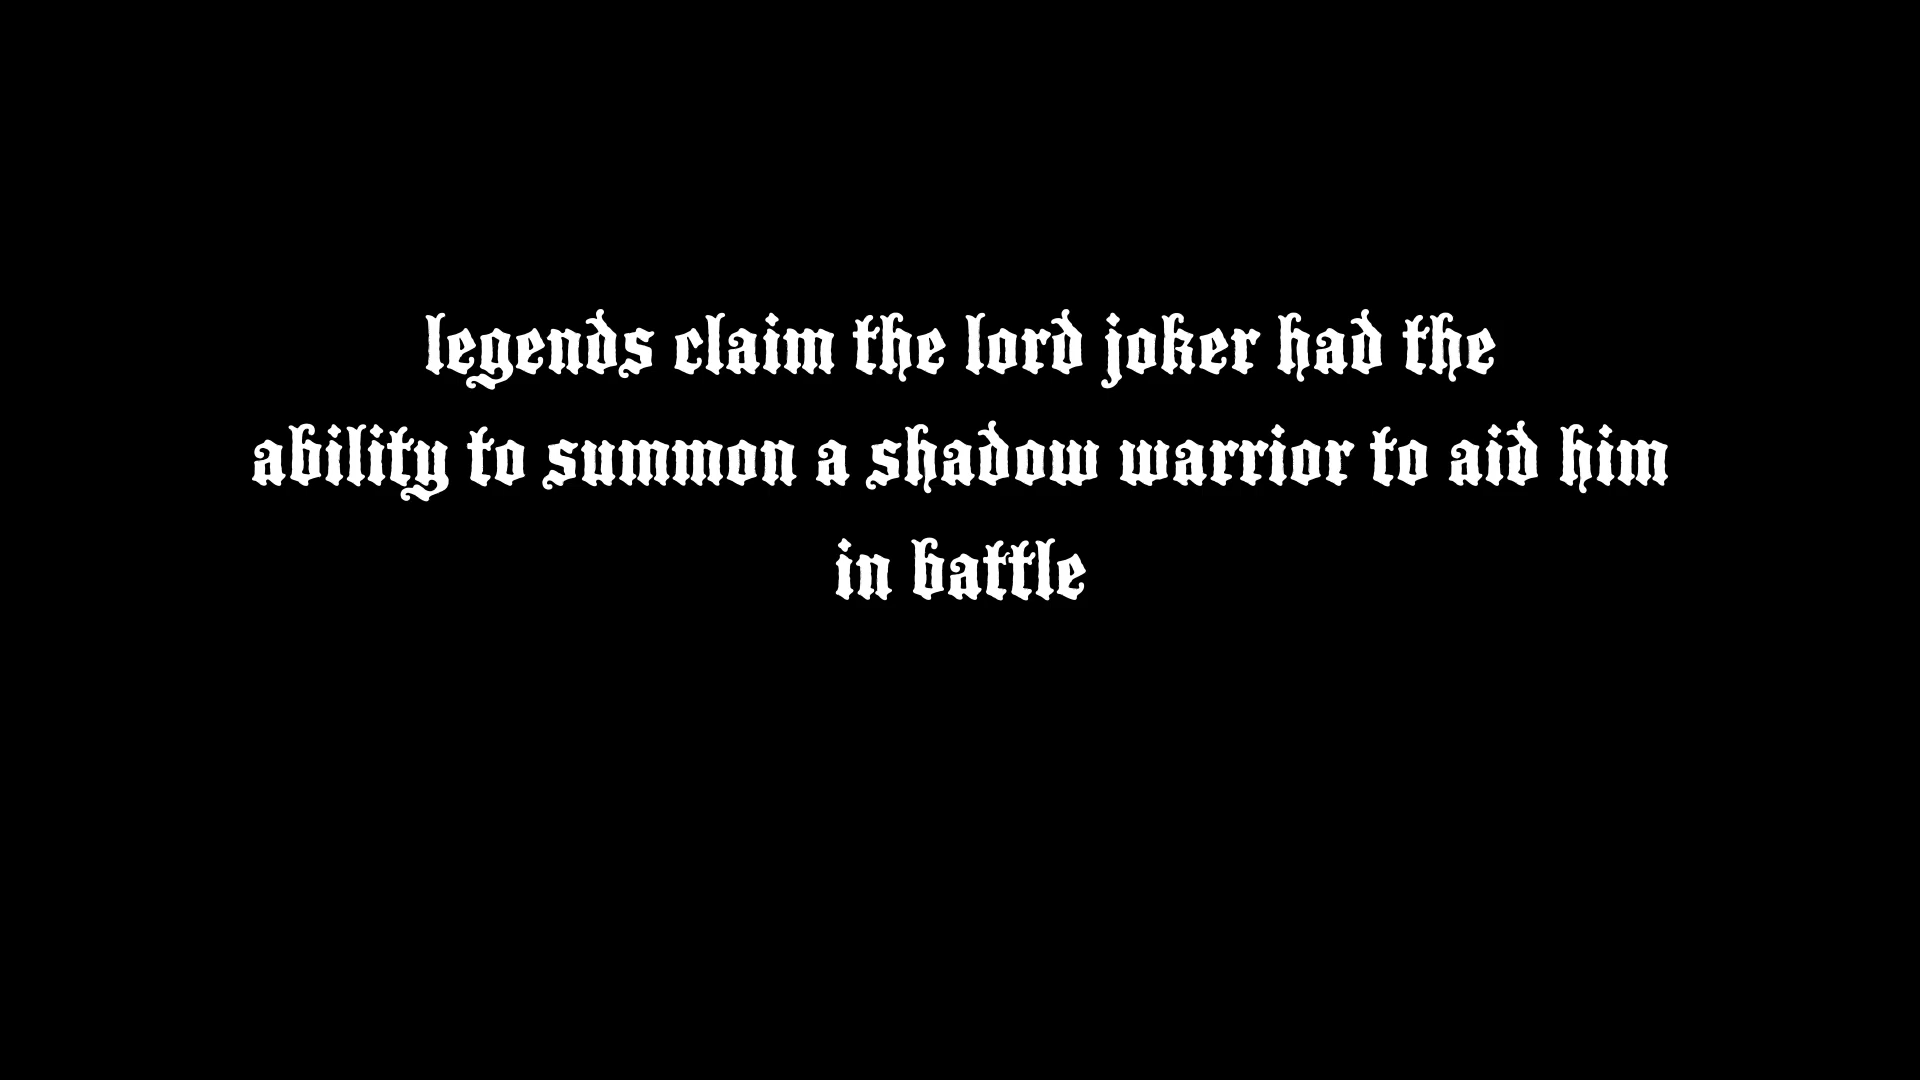 legends claim the lord joker had the
ability to summon a shadow warrior to aid him
in battle